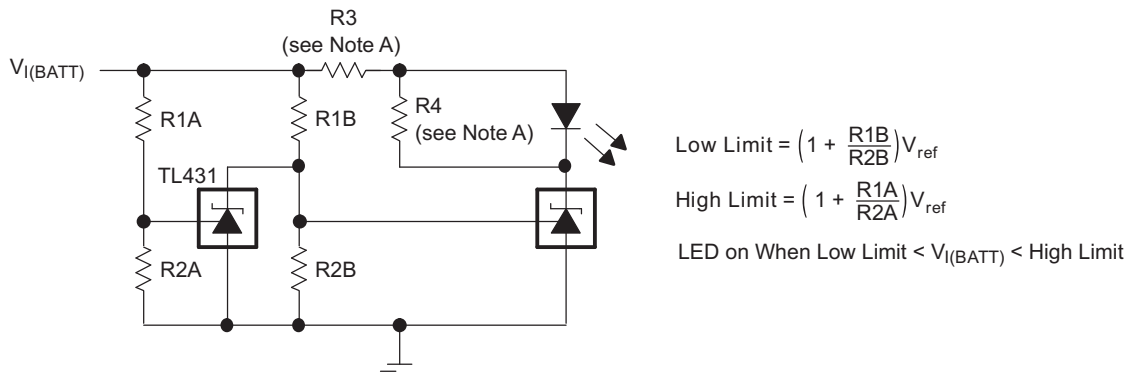 R3
(see Note A)
V_I(BATT)
R1A
R1B
R4
(see Note A)
TL431
R2A
R2B
Low Limit = (1 + R1B/R2B)V_ref
High Limit = (1 + R1A/R2A)V_ref
LED on When Low Limit < V_I(BATT) < High Limit